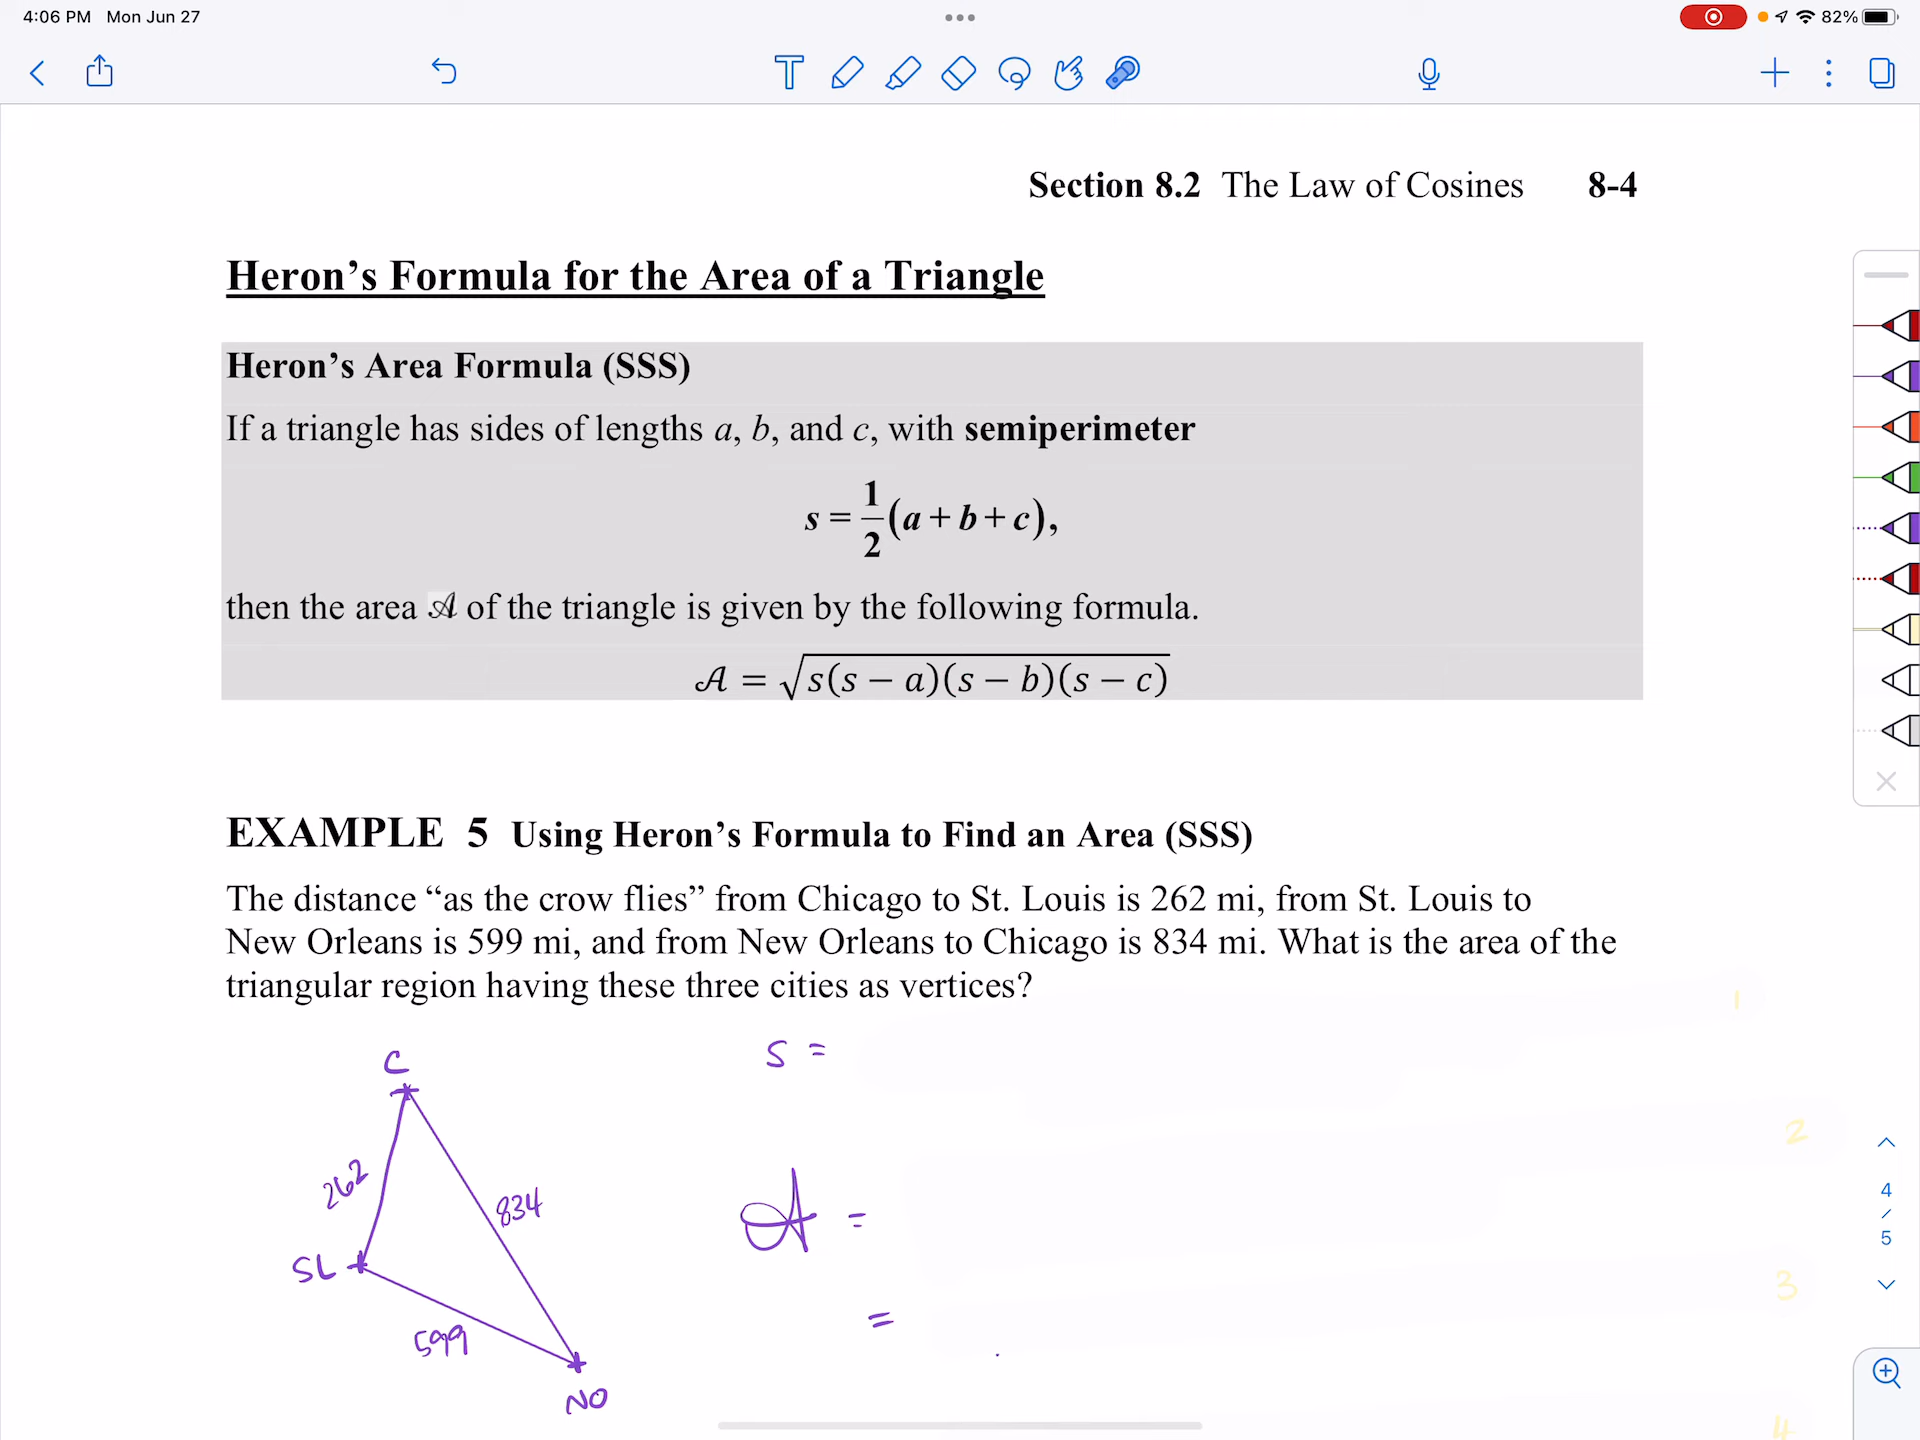 4:06 PM Mon Jun 27
82%
Section 8.2 The Law of Cosines 8-4
Heron’s Formula for the Area of a Triangle
Heron’s Area Formula (SSS)
If a triangle has sides of lengths a, b, and c, with semiperimeter
s = 1/2 (a + b + c),
then the area 𝒜 of the triangle is given by the following formula.
𝒜 = √s(s − a)(s − b)(s − c)
EXAMPLE 5 Using Heron’s Formula to Find an Area (SSS)
The distance “as the crow flies” from Chicago to St. Louis is 262 mi, from St. Louis to
New Orleans is 599 mi, and from New Orleans to Chicago is 834 mi. What is the area of the
triangular region having these three cities as vertices?
1
C
s =
2
262
834
𝒜 =
4
/
5
SL
3
599
=
NO
4